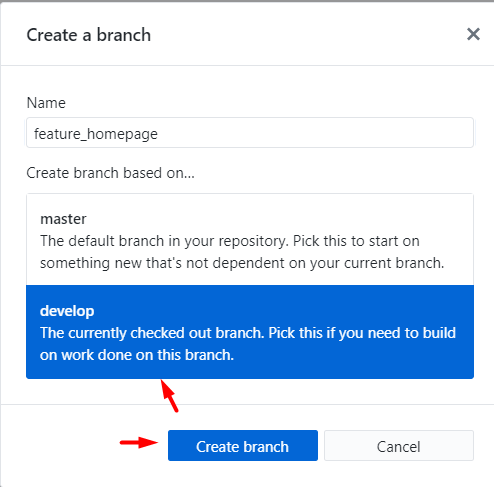 Create a branch
Name
feature_homepage
Create branch based on...
master
The default branch in your repository. Pick this to start on
something new that's not dependent on your current branch.
develop
The currently checked out branch. Pick this if you need to build
on work done on this branch.
Create branch
Cancel